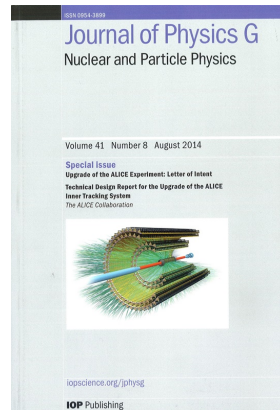 ISSN 0954-3899
Journal of Physics G
Nuclear and Particle Physics
Volume 41 Number 8 August 2014
Special issue
Upgrade of the ALICE Experiment: Letter of Intent
Technical Design Report for the Upgrade of the ALICE
Inner Tracking System
The ALICE Collaboration
iopscience.org/jphysg
IOP Publishing